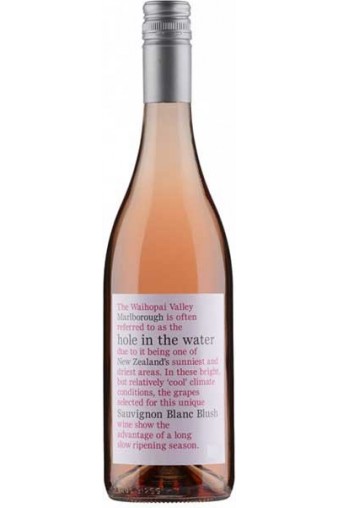 The Waihopai Valley
Marlborough is often
referred to as the
hole in the water
due to it being one of
New Zealand's sunniest and
driest areas. In these bright,
but relatively 'cool' climate
conditions, the grapes
selected for this unique
Sauvignon Blanc Blush
wine show the
advantage of a long
slow ripening season.